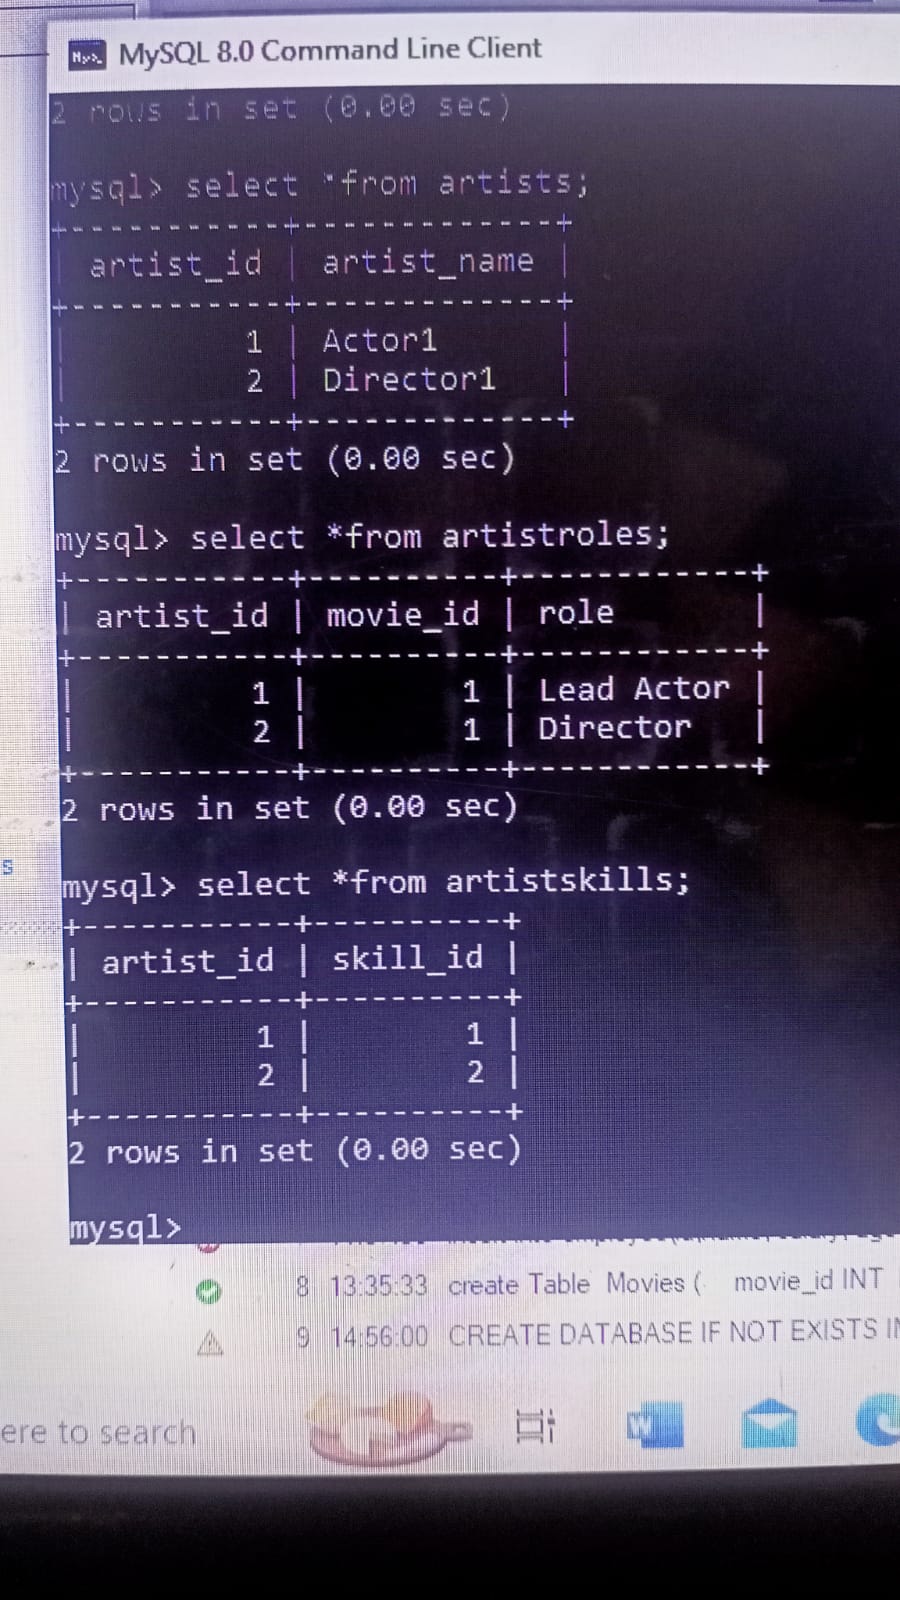 MySQL 8.0 Command Line Client
2 rows in set (0.00 sec)
mysql> select *from artists;
+-----------+-------------+
| artist_id | artist_name |
+-----------+-------------+
| 1 | Actor1 |
| 2 | Director1 |
+-----------+-------------+
2 rows in set (0.00 sec)
mysql> select *from artistroles;
+-----------+----------+------------+
| artist_id | movie_id | role |
+-----------+----------+------------+
| 1 | 1 | Lead Actor |
| 2 | 1 | Director |
+-----------+----------+------------+
2 rows in set (0.00 sec)
mysql> select *from artistskills;
+-----------+----------+
| artist_id | skill_id |
+-----------+----------+
| 1 | 1 |
| 2 | 2 |
+-----------+----------+
2 rows in set (0.00 sec)
mysql>
8 13:35:33 create Table Movies ( movie_id INT
9 14:56:00 CREATE DATABASE IF NOT EXISTS
ere to search